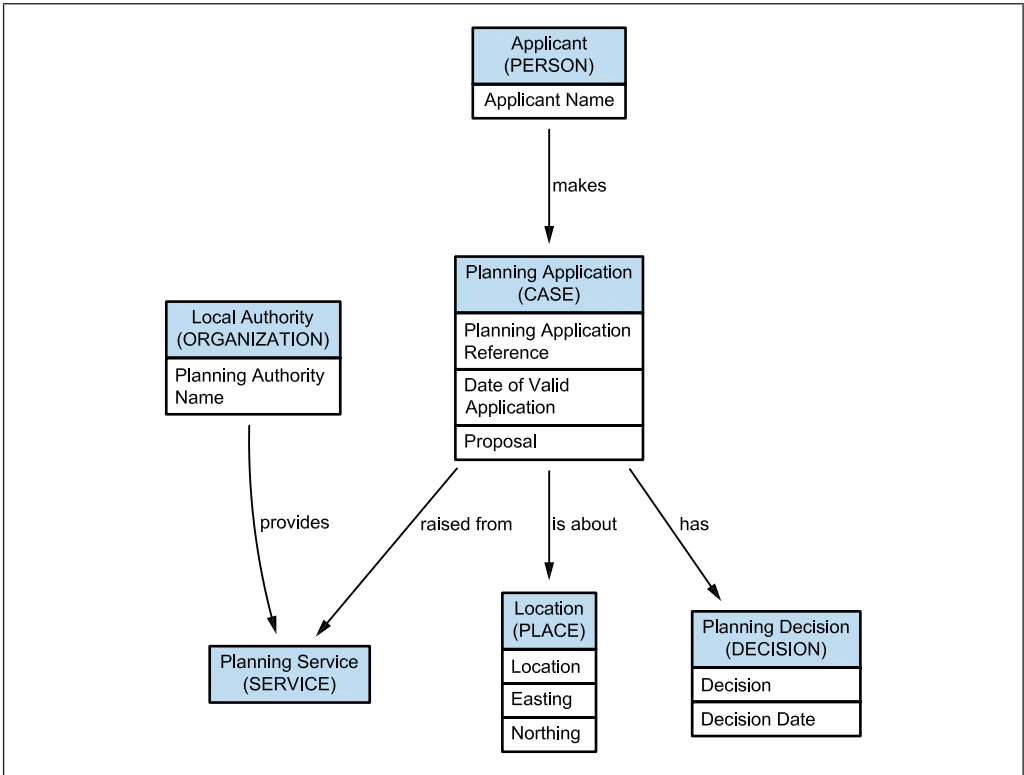 Applicant
(PERSON)
Applicant Name
makes
Planning Application
(CASE)
Planning Application
Reference
Date of Valid
Application
Proposal
Local Authority
(ORGANIZATION)
Planning Authority
Name
provides
raised from
is about
has
Planning Service
(SERVICE)
Location
(PLACE)
Location
Easting
Northing
Planning Decision
(DECISION)
Decision
Decision Date